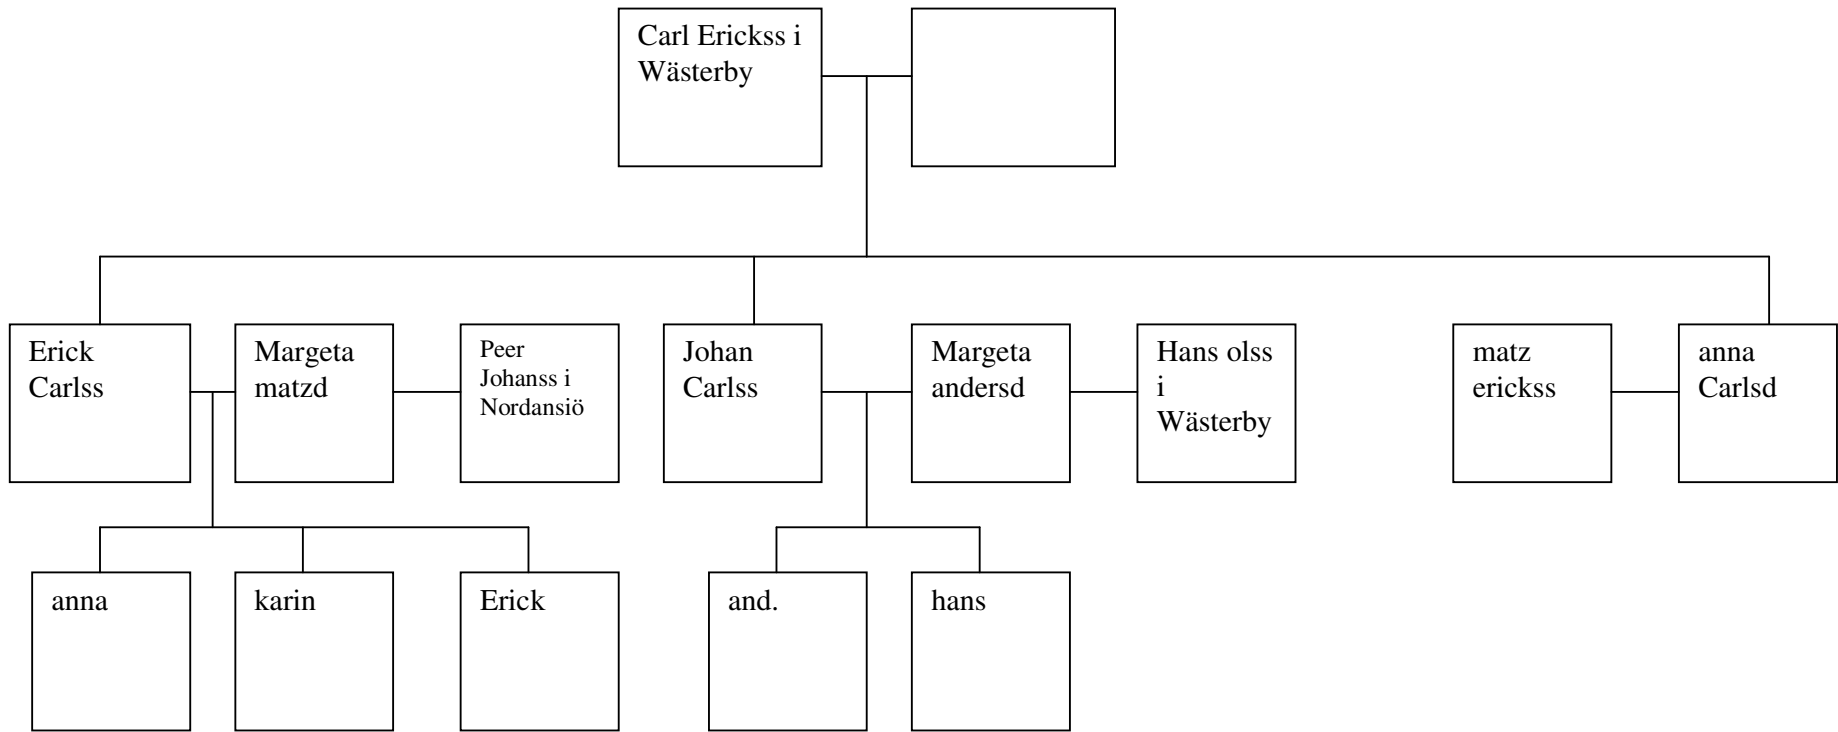 Carl Erickss i
Wästerby
Erick
Carlss
Margeta
matzd
Peer
Johanss i
Nordansiö
Johan
Carlss
Margeta
andersd
Hans olss
i
Wästerby
matz
erickss
anna
Carlsd
anna
karin
Erick
and.
hans